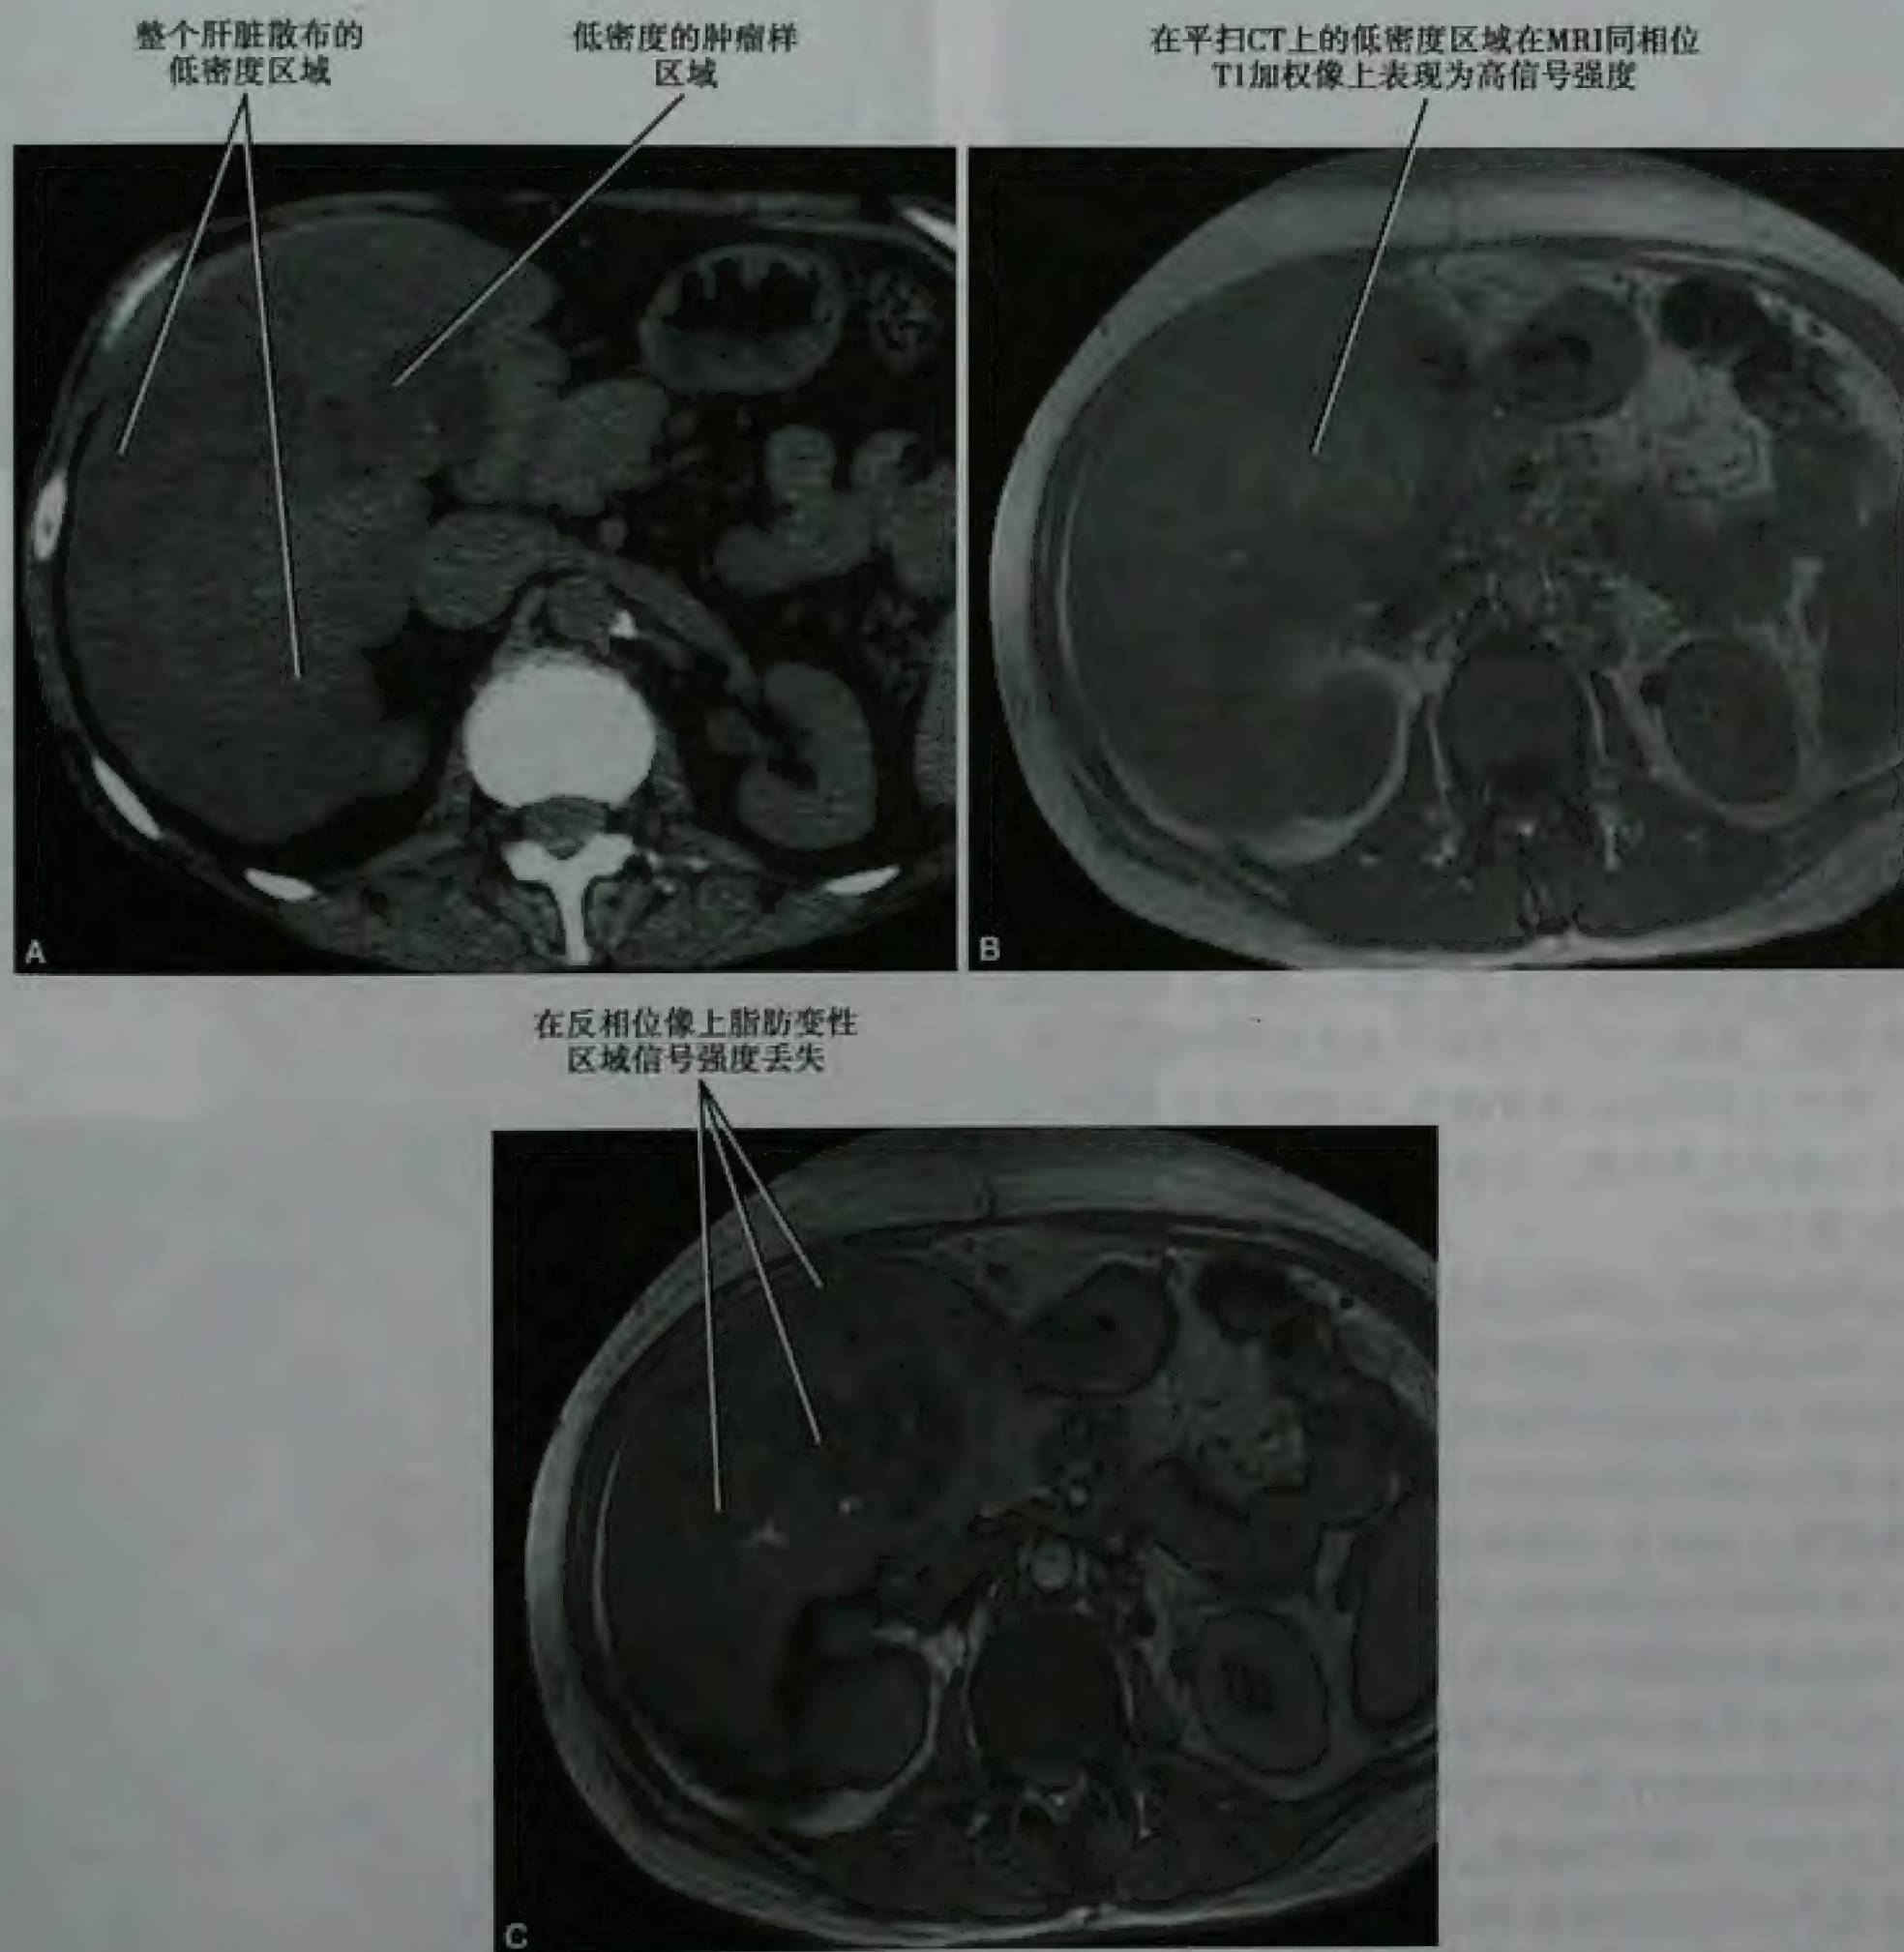 整个肝脏散布的
低密度区域
低密度的肿瘤样
区域
在平扫CT上的低密度区域在MRI同相位
T1加权像上表现为高信号强度
A
B
在反相位像上脂肪变性
区域信号强度丢失
C